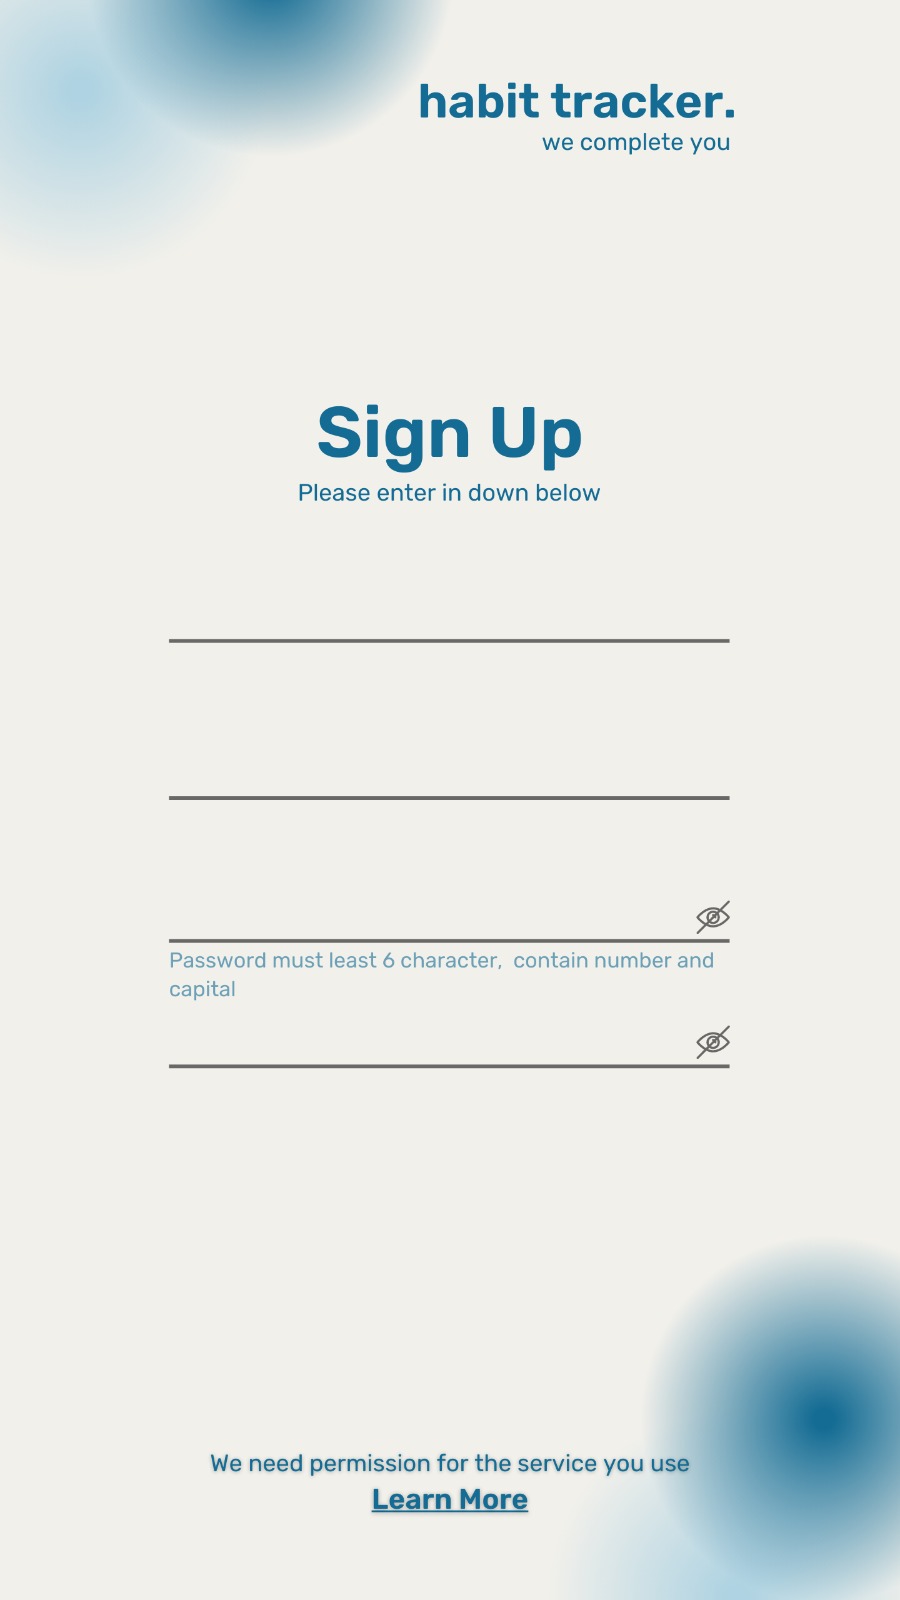 habit tracker.
we complete you
Sign Up
Please enter in down below
Password must least 6 character,  contain number and
capital
We need permission for the service you use
Learn More